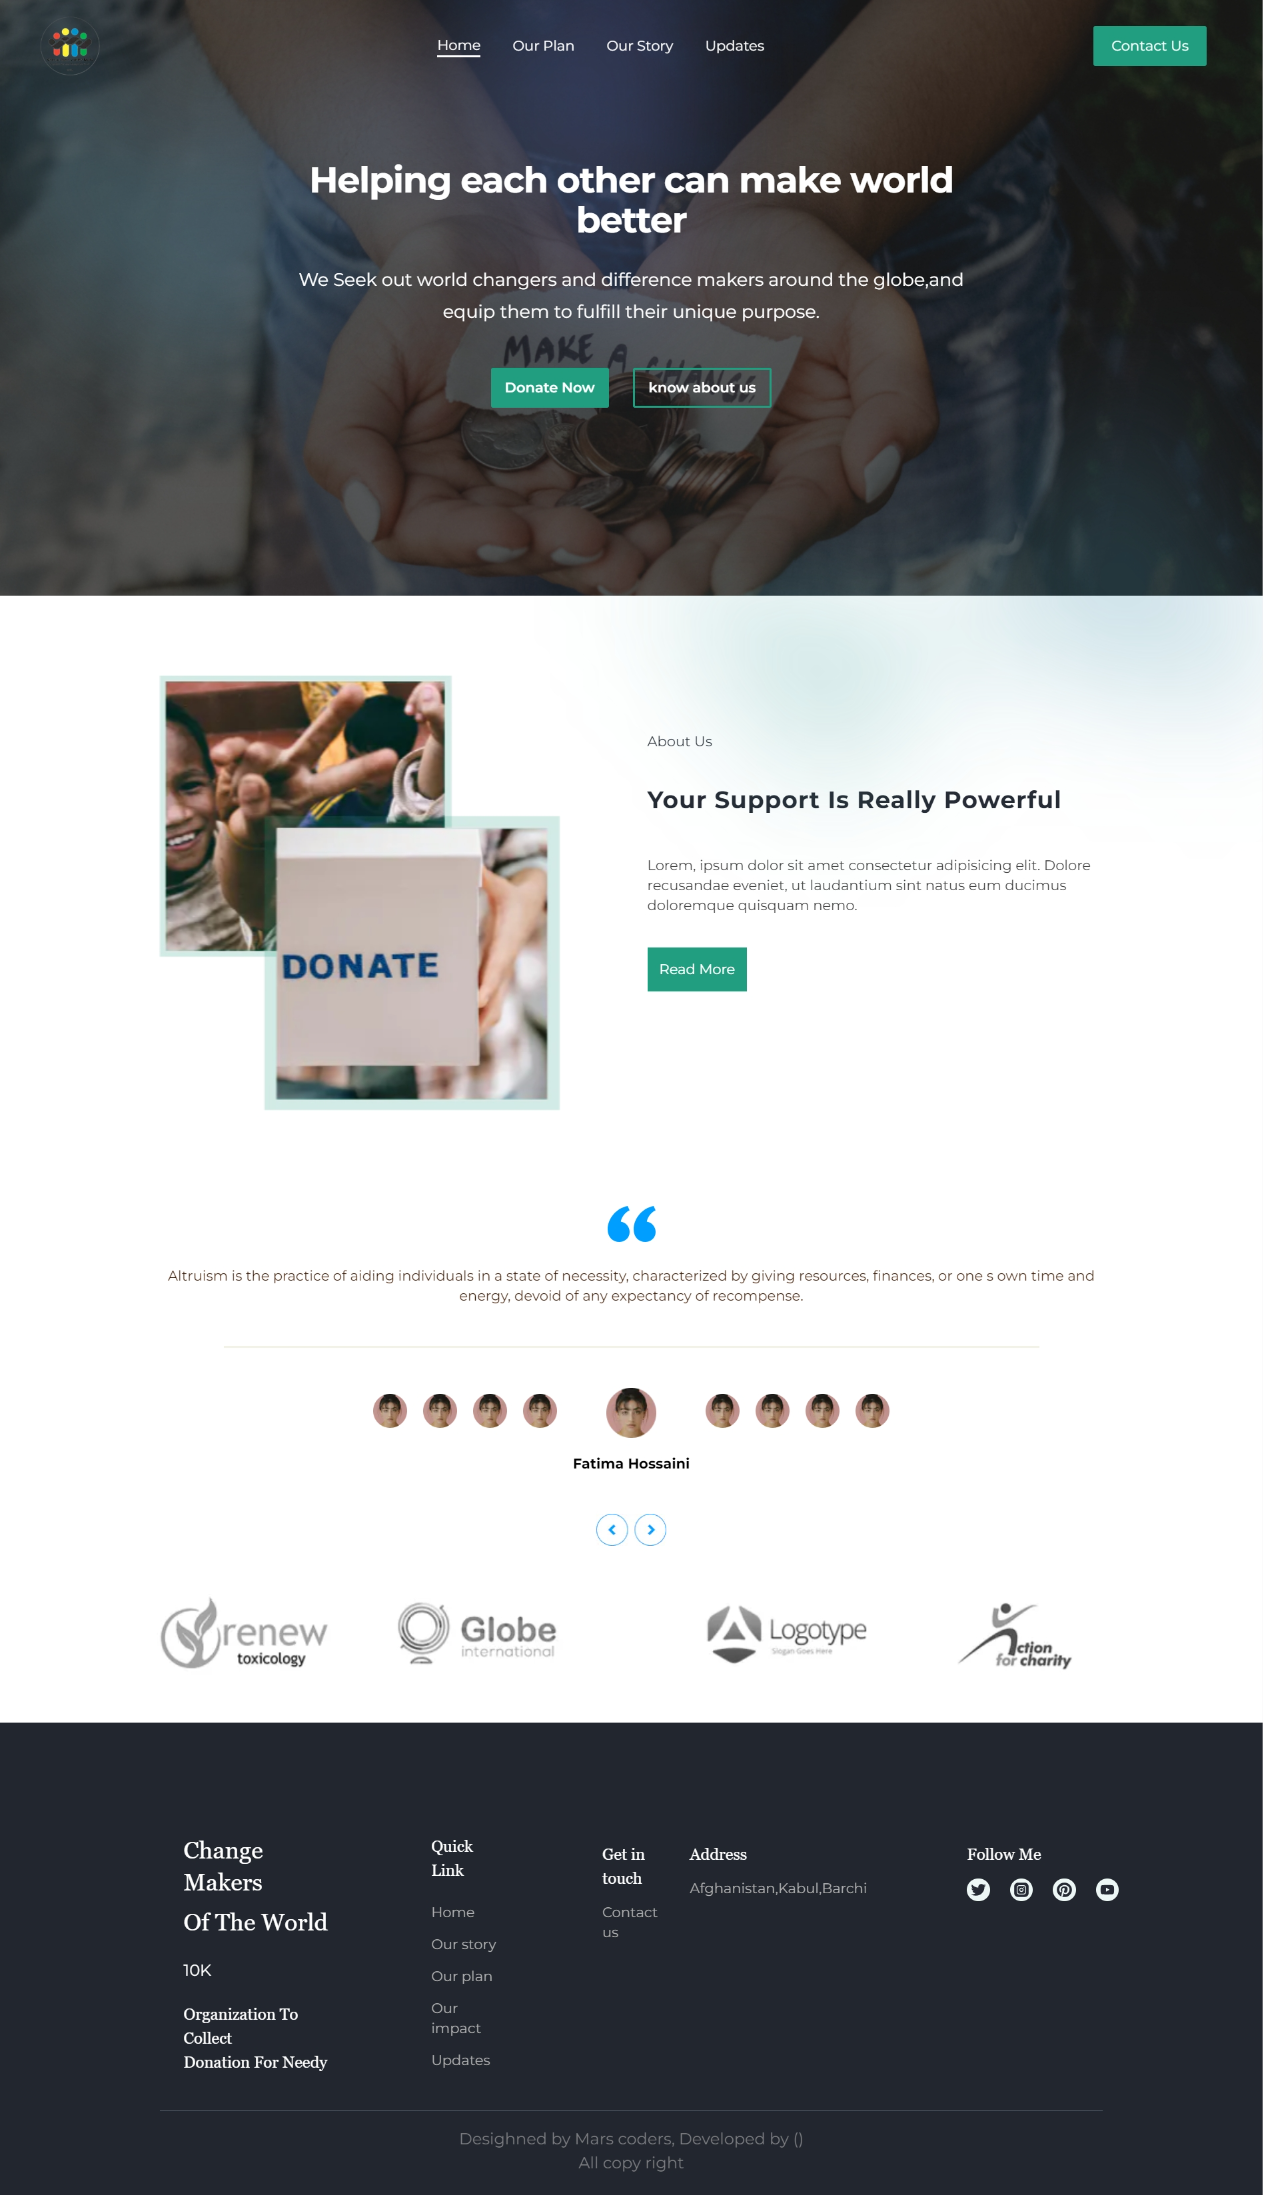 Home Our Plan Our Story Updates Contact Us
Helping each other can make world
better
We Seek out world changers and difference makers around the globe,and
equip them to fulfill their unique purpose.
MAKE A CHANGE
Donate Now know about us
About Us
Your Support Is Really Powerful
Lorem, ipsum dolor sit amet consectetur adipisicing elit. Dolore
recusandae eveniet, ut laudantium sint natus eum ducimus
doloremque quisquam nemo.
Read More
DONATE
Altruism is the practice of aiding individuals in a state of necessity, characterized by giving resources, finances, or one s own time and
energy, devoid of any expectancy of recompense.
Fatima Hossaini
renew
toxicology
Globe
international
Logotype
Slogan Goes Here
action
for charity
Change
Makers
Of The World
10K
Organization To
Collect
Donation For Needy
Quick
Link
Home
Our story
Our plan
Our
impact
Updates
Get in
touch
Contact
us
Address
Afghanistan,Kabul,Barchi
Follow Me
Desighned by Mars coders, Developed by ()
All copy right